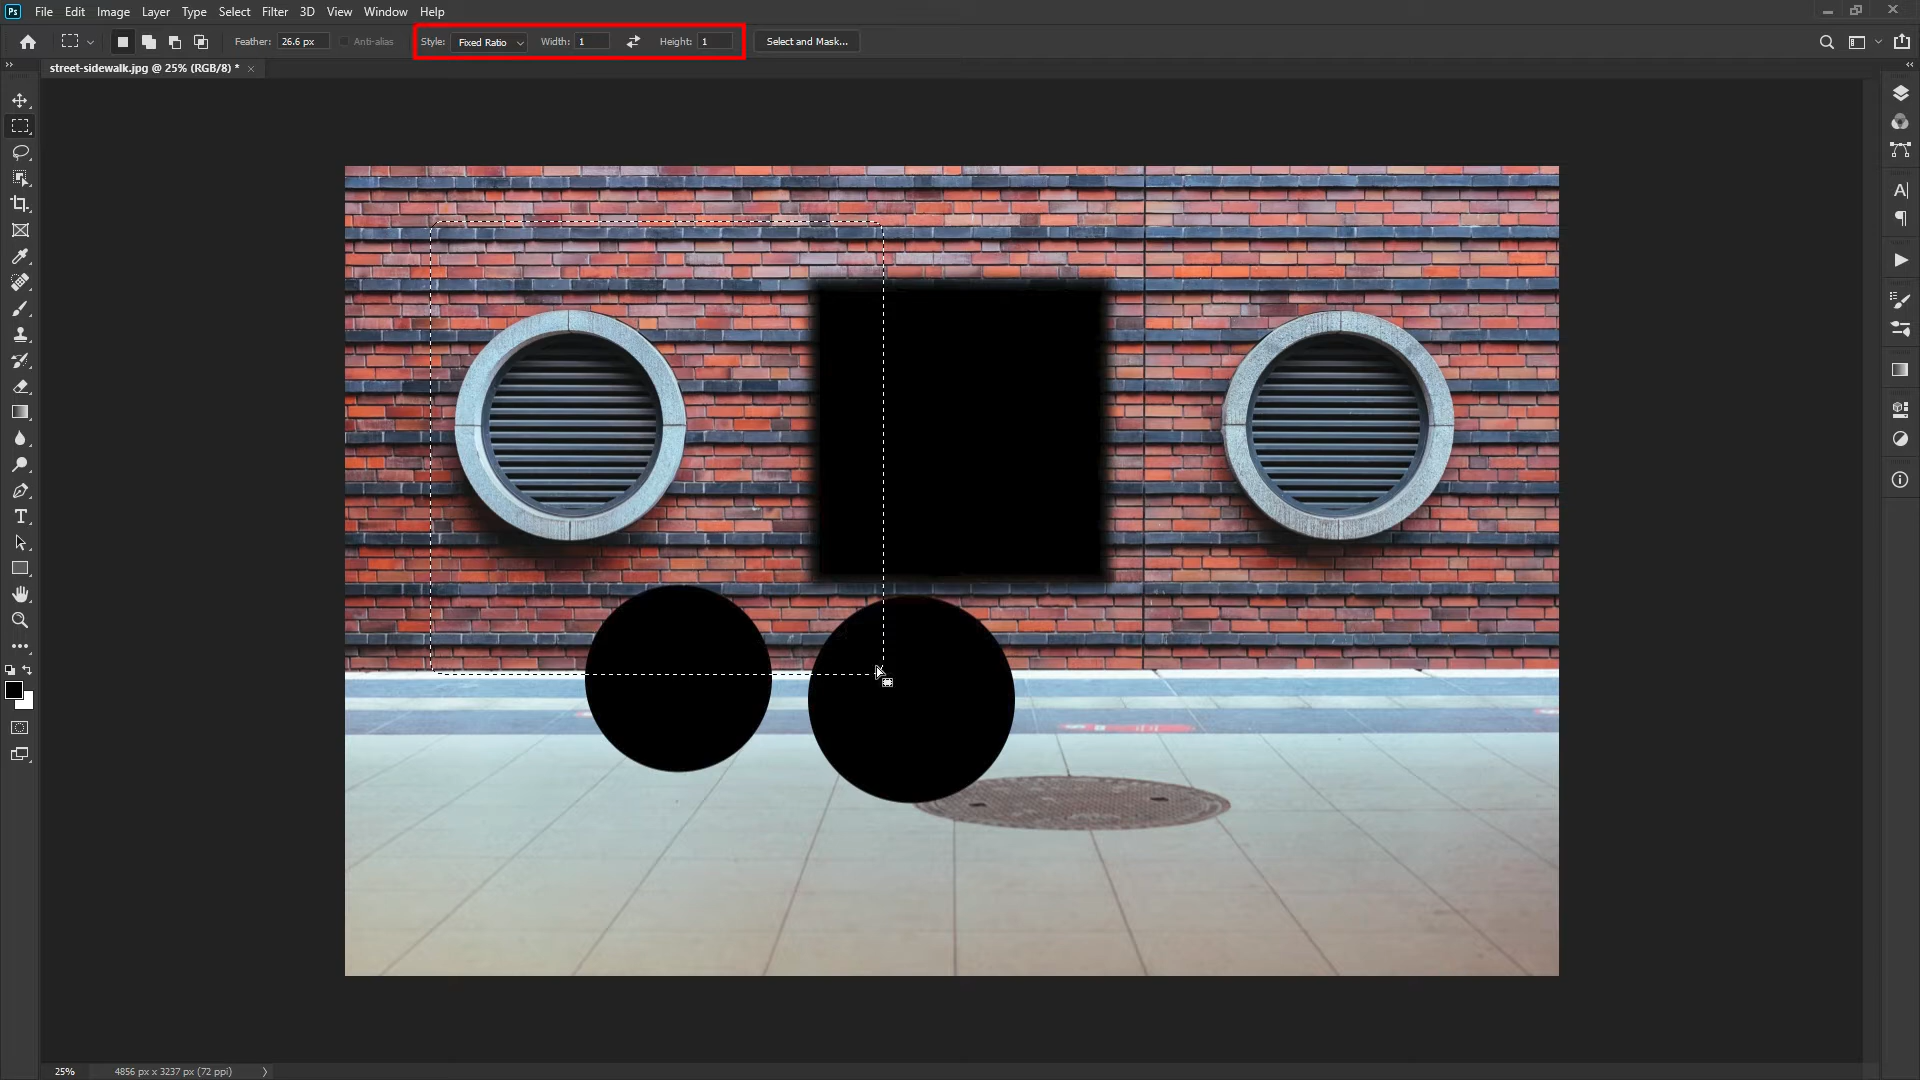 Ps File Edit Image Layer Type Select Filter 3D View Window Help
Feather: 26.6 px Anti-alias Style: Fixed Ratio Width: 1 Height: 1 Select and Mask...
street-sidewalk.jpg @ 25% (RGB/8) * ×
25% 4856 px x 3237 px (72 ppi)